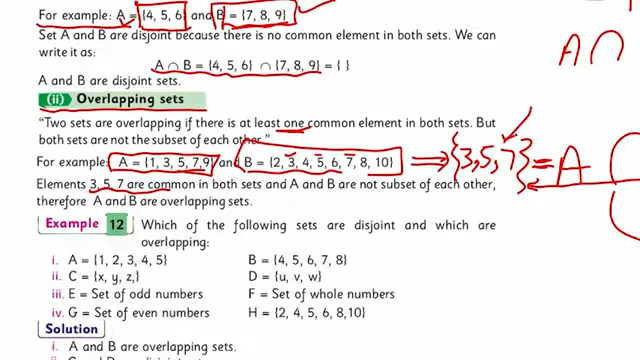 For example: A = {4, 5, 6} and B = {7, 8, 9}
Set A and B are disjoint because there is no common element in both sets. We can
write it as:
A ∩ B = {4, 5, 6} ∩ {7, 8, 9} = { }
A and B are disjoint sets.
A ∩
(ii) Overlapping sets
"Two sets are overlapping if there is at least one common element in both sets. But
both sets are not the subset of each other."
For example: A = {1, 3, 5, 7,9} and B = {2, 3, 4, 5, 6, 7, 8, 10} ⇒ {3,5,7} = A
Elements 3, 5, 7 are common in both sets and A and B are not subset of each other,
therefore A and B are overlapping sets.
Example 12 Which of the following sets are disjoint and which are
overlapping:
i. A = {1, 2, 3, 4, 5} B = {4, 5, 6, 7, 8}
ii. C = {x, y, z,} D = {u, v, w}
iii. E = Set of odd numbers F = Set of whole numbers
iv. G = Set of even numbers H = {2, 4, 5, 6, 8,10}
Solution
i. A and B are overlapping sets.